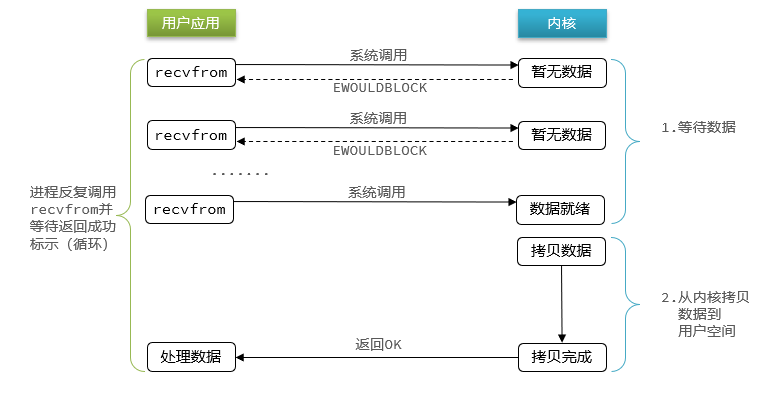 用户应用
内核
recvfrom
系统调用
暂无数据
EWOULDBLOCK
recvfrom
系统调用
暂无数据
EWOULDBLOCK
1.等待数据
.......
进程反复调用
recvfrom并
等待返回成功
标示（循环）
recvfrom
系统调用
数据就绪
拷贝数据
2.从内核拷贝
数据到
用户空间
处理数据
返回OK
拷贝完成